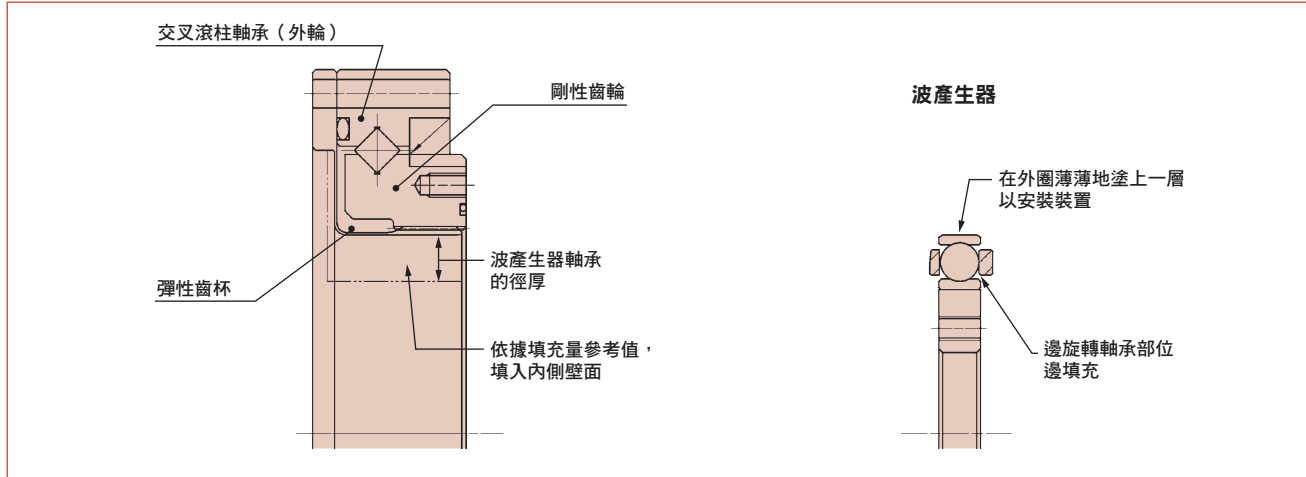 交叉滾柱軸承（外輪）
剛性齒輪
彈性齒杯
波產生器軸承
的徑厚
依據填充量參考值，
填入內側壁面
波產生器
在外圈薄薄地塗上一層
以安裝裝置
邊旋轉軸承部位
邊填充